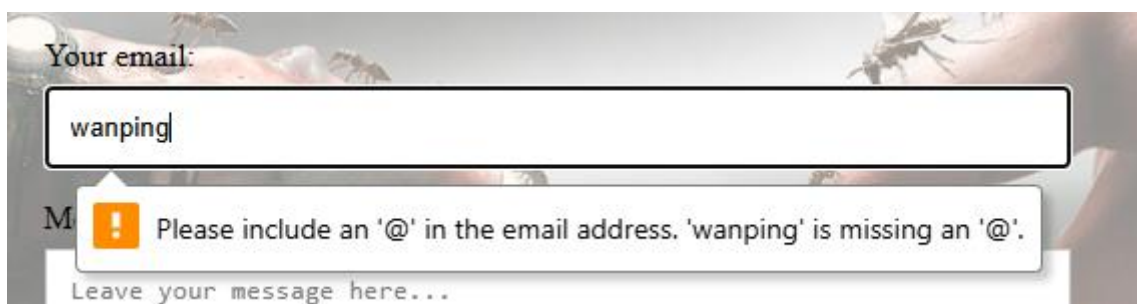 Your email:
wanping
Please include an '@' in the email address. 'wanping' is missing an '@'.
Leave your message here...